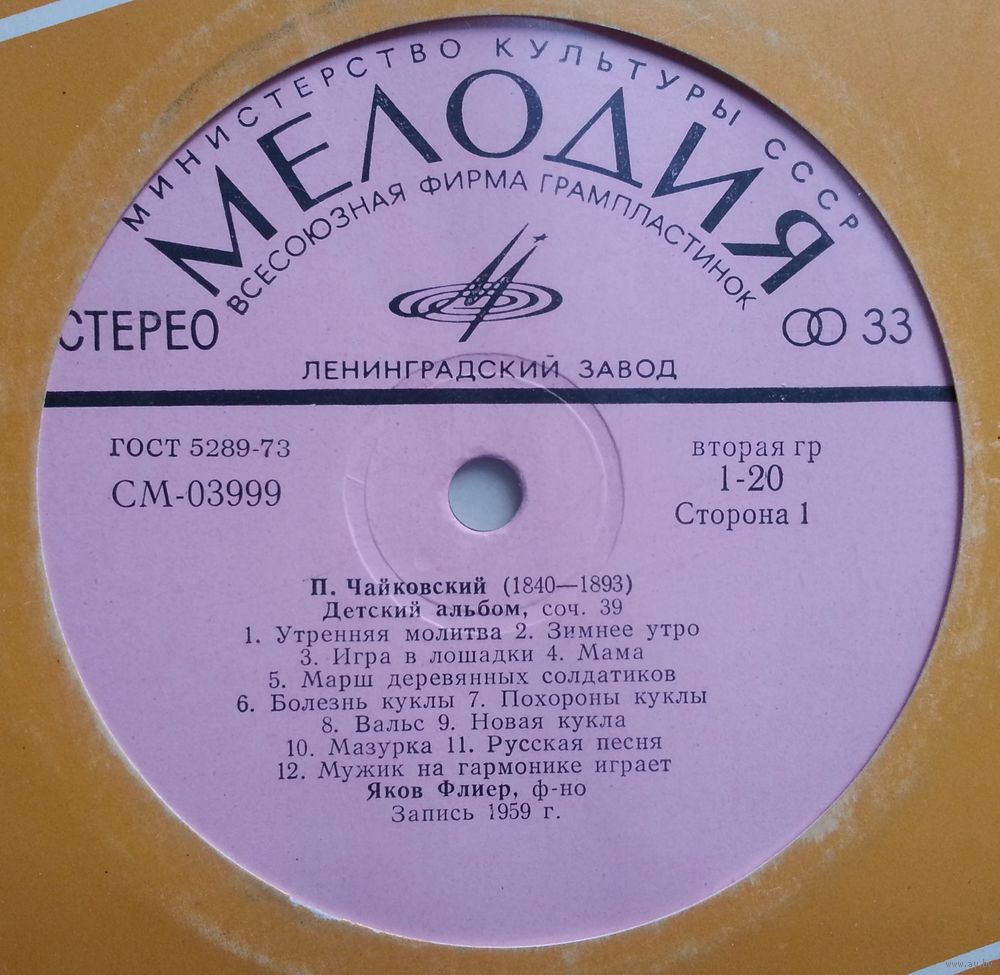 МИНИСТЕРСТВО КУЛЬТУРЫ СССР
МЕЛОДИЯ
ВСЕСОЮЗНАЯ ФИРМА ГРАМПЛАСТИНОК
СТЕРЕО
33
ЛЕНИНГРАДСКИЙ ЗАВОД
ГОСТ 5289-73
СМ-03999
вторая гр
1-20
Сторона 1
П. Чайковский (1840—1893)
Детский альбом, соч. 39
1. Утренняя молитва 2. Зимнее утро
3. Игра в лошадки 4. Мама
5. Марш деревянных солдатиков
6. Болезнь куклы 7. Похороны куклы
8. Вальс 9. Новая кукла
10. Мазурка 11. Русская песня
12. Мужик на гармонике играет
Яков Флиер, ф-но
Запись 1959 г.